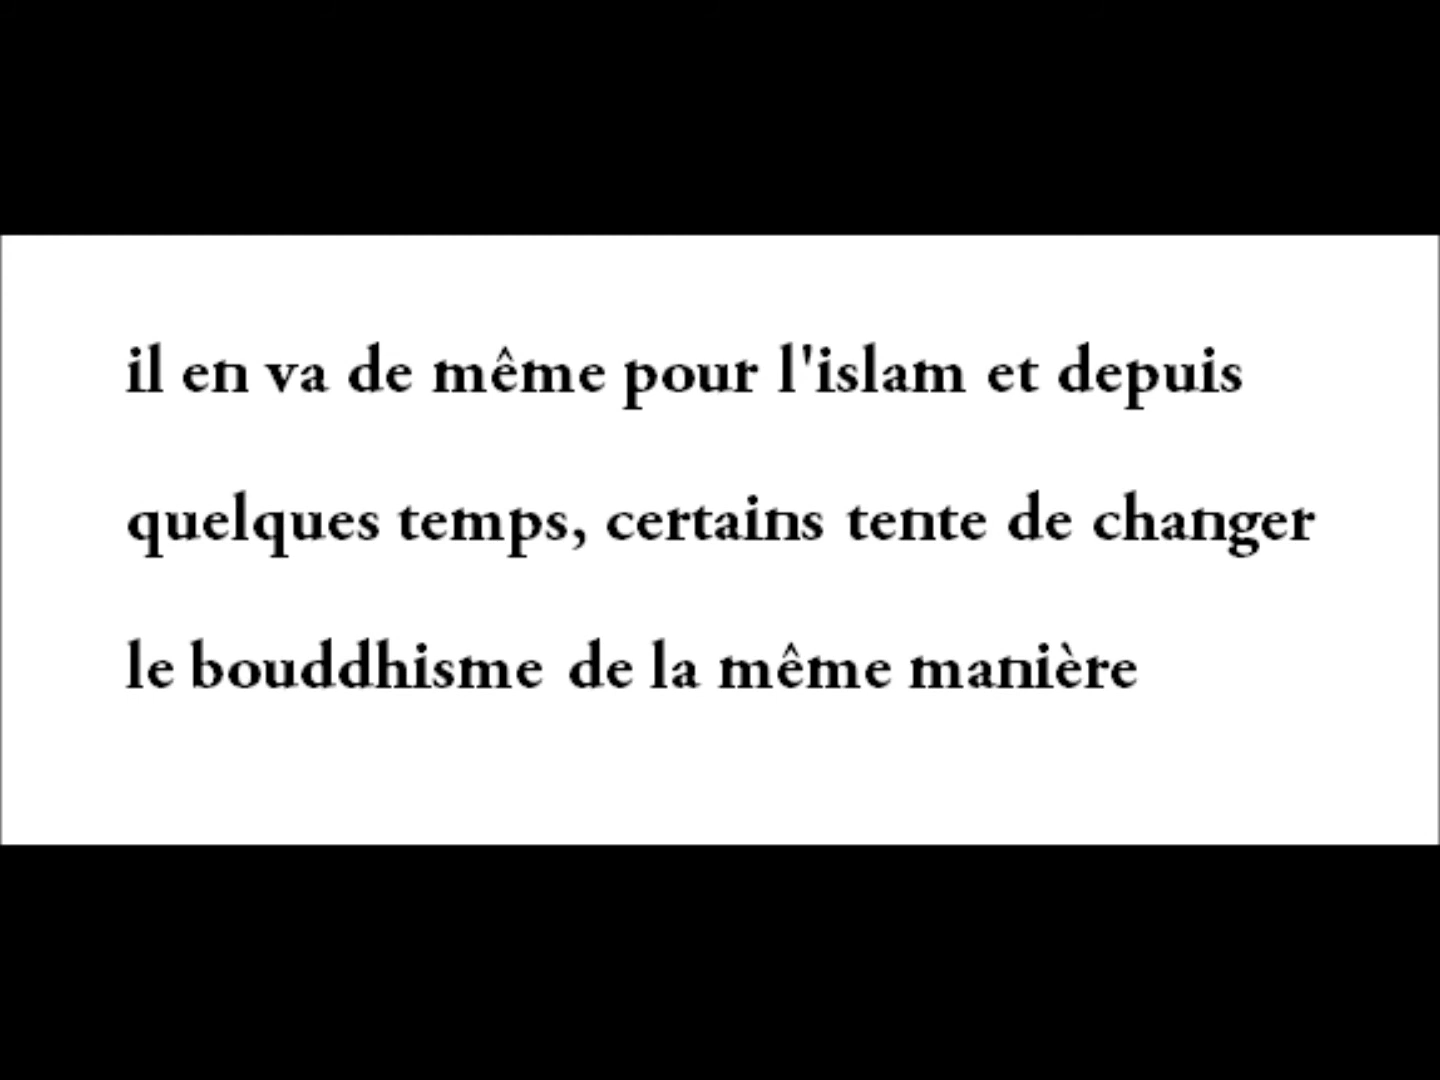 il en va de même pour l'islam et depuis
quelques temps, certains tente de changer
le bouddhisme de la même manière